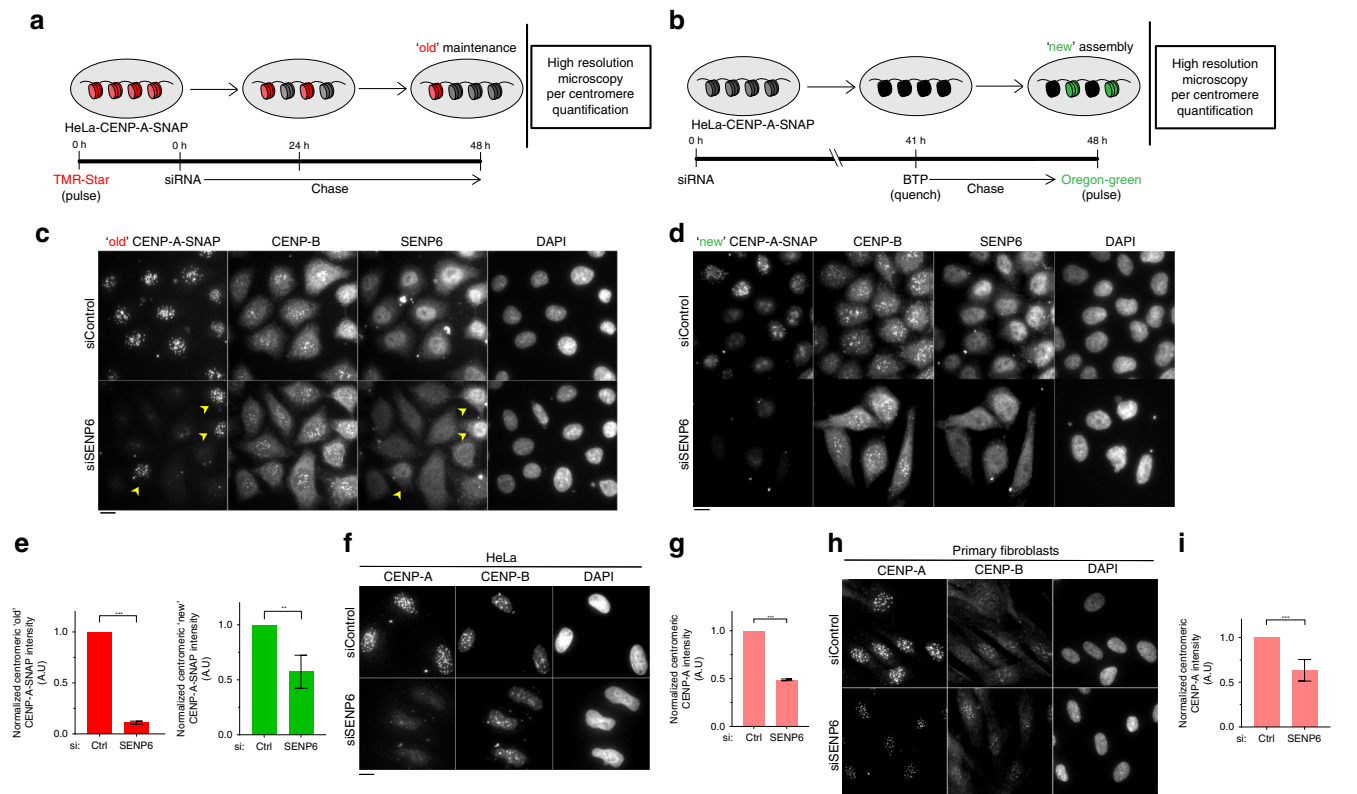 a
'old' maintenance
High resolution
microscopy
per centromere
quantification
HeLa-CENP-A-SNAP
0 h
0 h
24 h
48 h
TMR-Star
(pulse)
siRNA
Chase
b
'new' assembly
High resolution
microscopy
per centromere
quantification
HeLa-CENP-A-SNAP
0 h
41 h
48 h
siRNA
BTP
(quench)
Chase
Oregon-green
(pulse)
c
'old' CENP-A-SNAP
CENP-B
SENP6
DAPI
siControl
siSENP6
d
'new' CENP-A-SNAP
CENP-B
SENP6
DAPI
siControl
siSENP6
e
Normalized centromeric 'old'
CENP-A-SNAP intensity
(A.U)
1.0
0.5
0.0
***
si:
Ctrl
SENP6
Normalized centromeric 'new'
CENP-A-SNAP intensity
(A.U)
1.0
0.5
0.0
**
si:
Ctrl
SENP6
f
HeLa
CENP-A
CENP-B
DAPI
siControl
siSENP6
g
Normalized centromeric
CENP-A intensity
(A.U)
1.0
0.5
0.0
***
si:
Ctrl
SENP6
h
Primary fibroblasts
CENP-A
CENP-B
DAPI
siControl
siSENP6
i
Normalized centromeric
CENP-A intensity
(A.U)
1.0
0.5
0.0
***
si:
Ctrl
SENP6